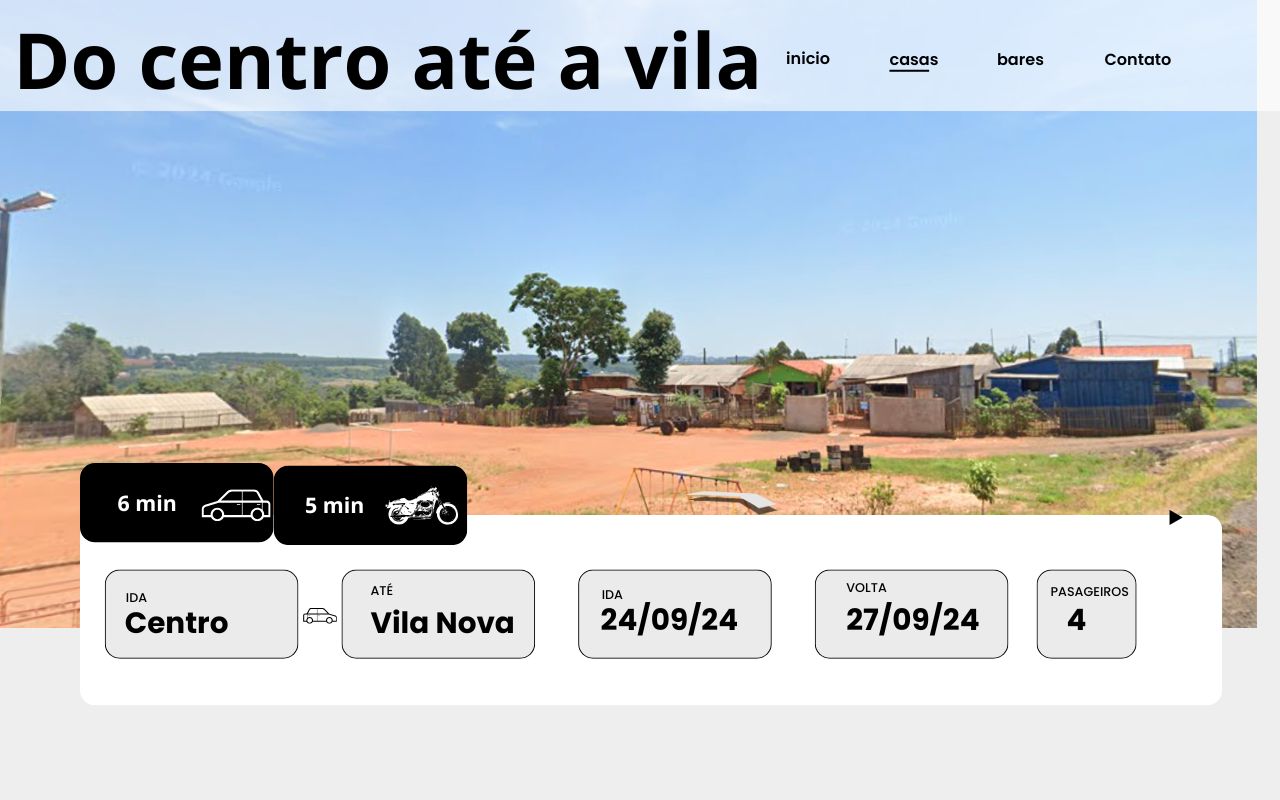 Do centro até a vila
inicio
casas
bares
Contato
© 2024 Google
© 2024 Google
6 min
5 min
IDA
Centro
ATÉ
Vila Nova
IDA
24/09/24
VOLTA
27/09/24
PASAGEIROS
4